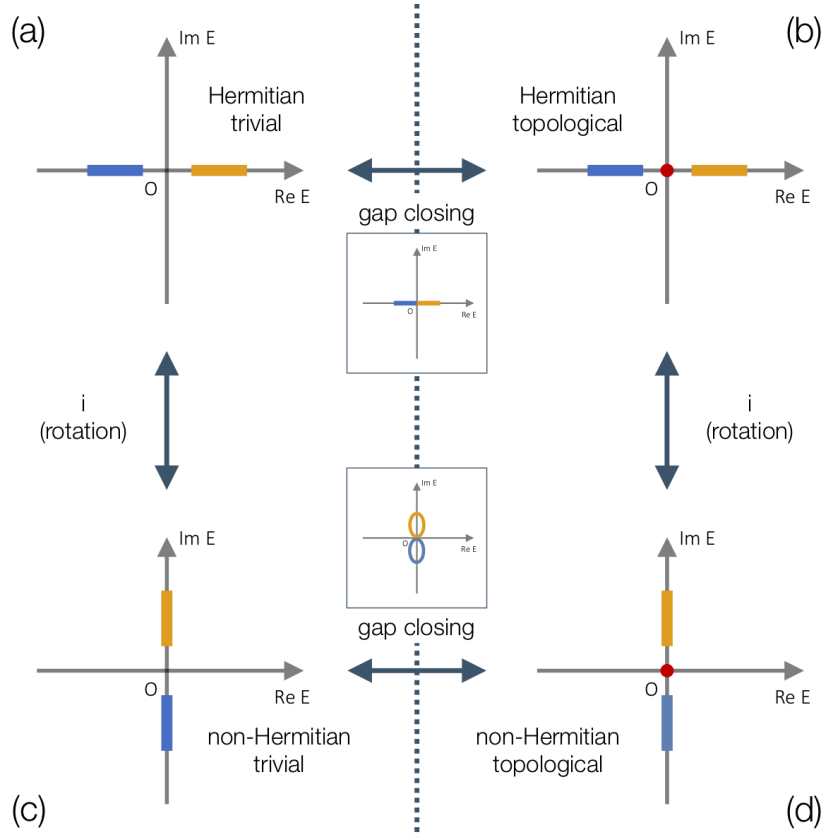 (a)
Im E
Hermitian
trivial
O
Re E
(b)
Im E
Hermitian
topological
O
Re E
gap closing
Im E
O
Re E
i
(rotation)
i
(rotation)
Im E
O
Re E
gap closing
Im E
O
Re E
non-Hermitian
trivial
(c)
Im E
O
Re E
non-Hermitian
topological
(d)